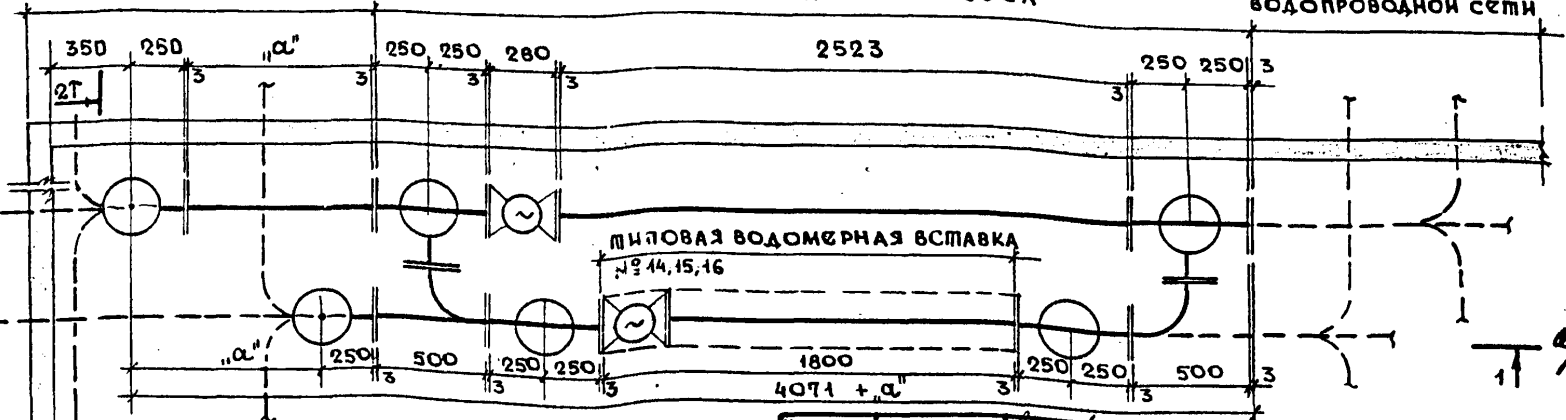 ВОДОПРОВОДНОЙ СЕТИ
350 250 „а" 250 250 280 2523 250 250 3
3 3 3 3 3
2
ТИПОВАЯ ВОДОМЕРНАЯ ВСТАВКА
№ 14, 15, 16
„а" 250 500 250 250 1800 250 250 500
3 3 3 3 3 3
4071 + „а"
1